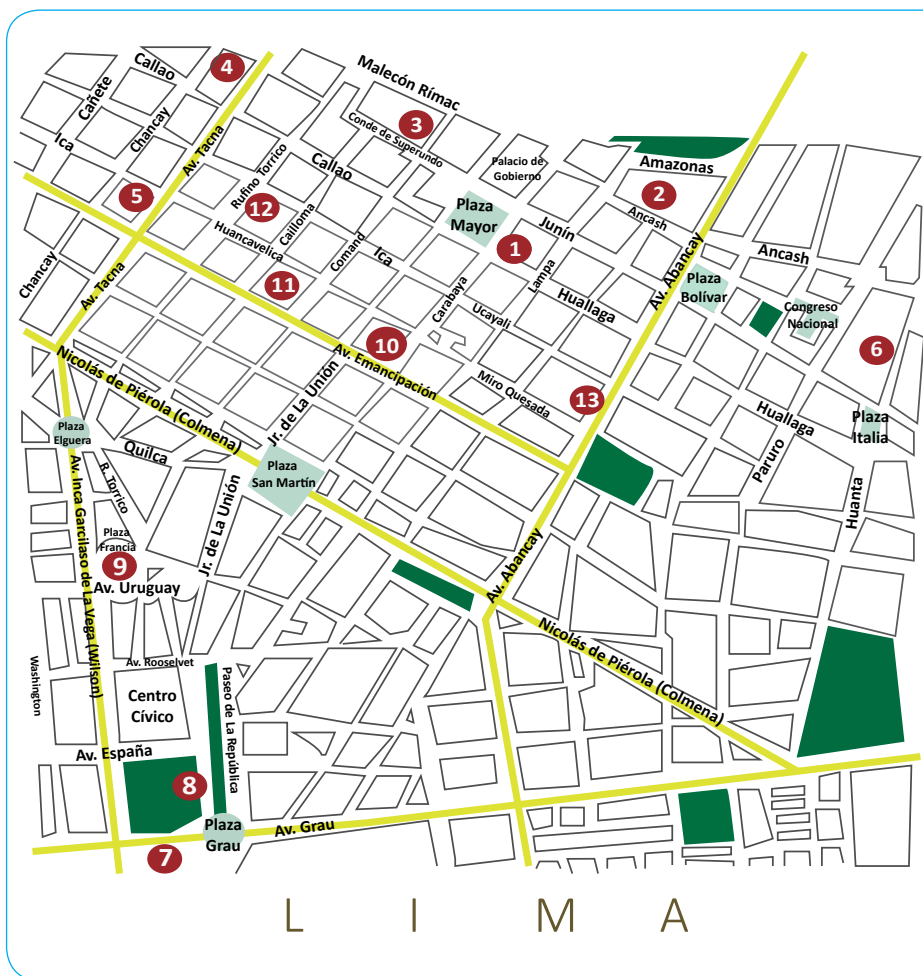 4
Callao
Cañete
Chancay
Ica
Av. Tacna
Malecón Rímac
3
Conde de Superundo
Callao
Rufino Torrico
Palacio de
Gobierno
Amazonas
2
Ancash
5
12
Cailloma
Huancavelica
Comand
Ica
Plaza
Mayor
Junín
1
Lampa
Huallaga
Av. Abancay
Ancash
Plaza
Bolívar
Congreso
Nacional
Chancay
Av. Tacna
11
Carabaya
Ucayali
10
Av. Emancipación
Miro Quesada
13
6
Huallaga
Plaza
Italia
Paruro
Huanta
Nicolás de Piérola (Colmena)
Jr. de La Unión
Plaza
Elguera
Quilca
R. Torrico
Plaza
San Martín
Jr. de La Unión
Av. Inca Garcilaso de La Vega (Wilson)
Plaza
Francia
9
Av. Uruguay
Av. Abancay
Nicolás de Piérola (Colmena)
Washington
Av. Rooselvet
Centro
Cívico
Paseo de La República
Av. España
8
Plaza
Grau
Av. Grau
7
L I M A